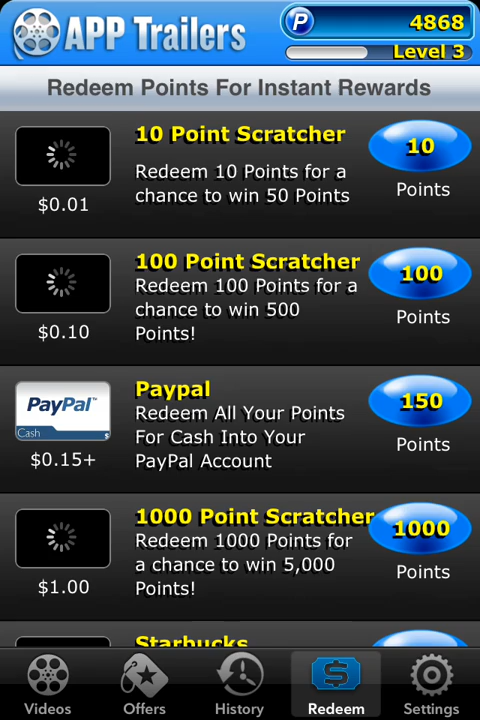 APP Trailers
P
4868
Level 3
Redeem Points For Instant Rewards
10 Point Scratcher
Redeem 10 Points for a
chance to win 50 Points
$0.01
10
Points
100 Point Scratcher
Redeem 100 Points for a
chance to win 500
Points!
$0.10
100
Points
PayPal™
Cash
$
$0.15+
Paypal
Redeem All Your Points
For Cash Into Your
PayPal Account
150
Points
1000 Point Scratcher
Redeem 1000 Points for
a chance to win 5,000
Points!
$1.00
1000
Points
Starbucks
Videos
Offers
History
Redeem
Settings